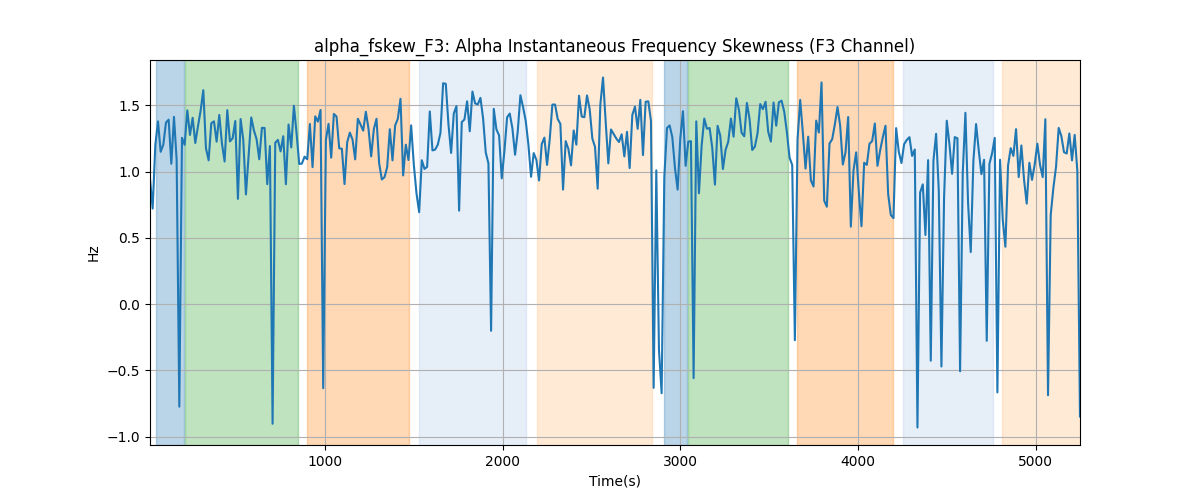 alpha_fskew_F3: Alpha Instantaneous Frequency Skewness (F3 Channel)
1.5
1.0
0.5
0.0
−0.5
−1.0
Hz
1000 2000 3000 4000 5000
Time(s)